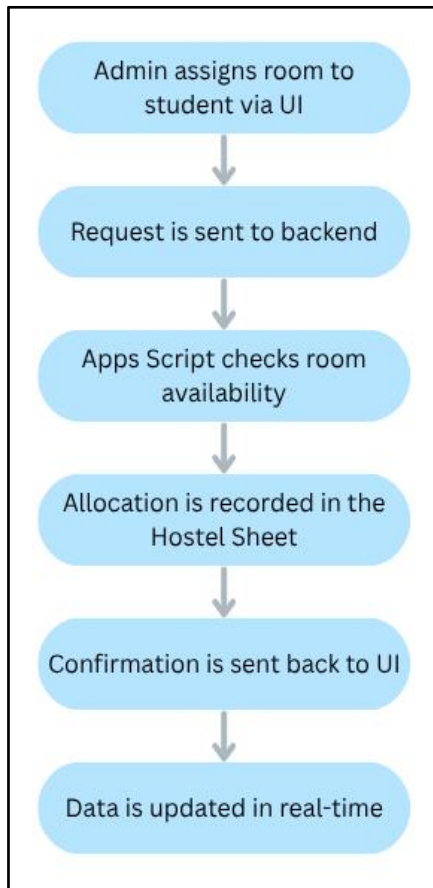 Admin assigns room to
student via UI
Request is sent to backend
Apps Script checks room
availability
Allocation is recorded in the
Hostel Sheet
Confirmation is sent back to UI
Data is updated in real-time